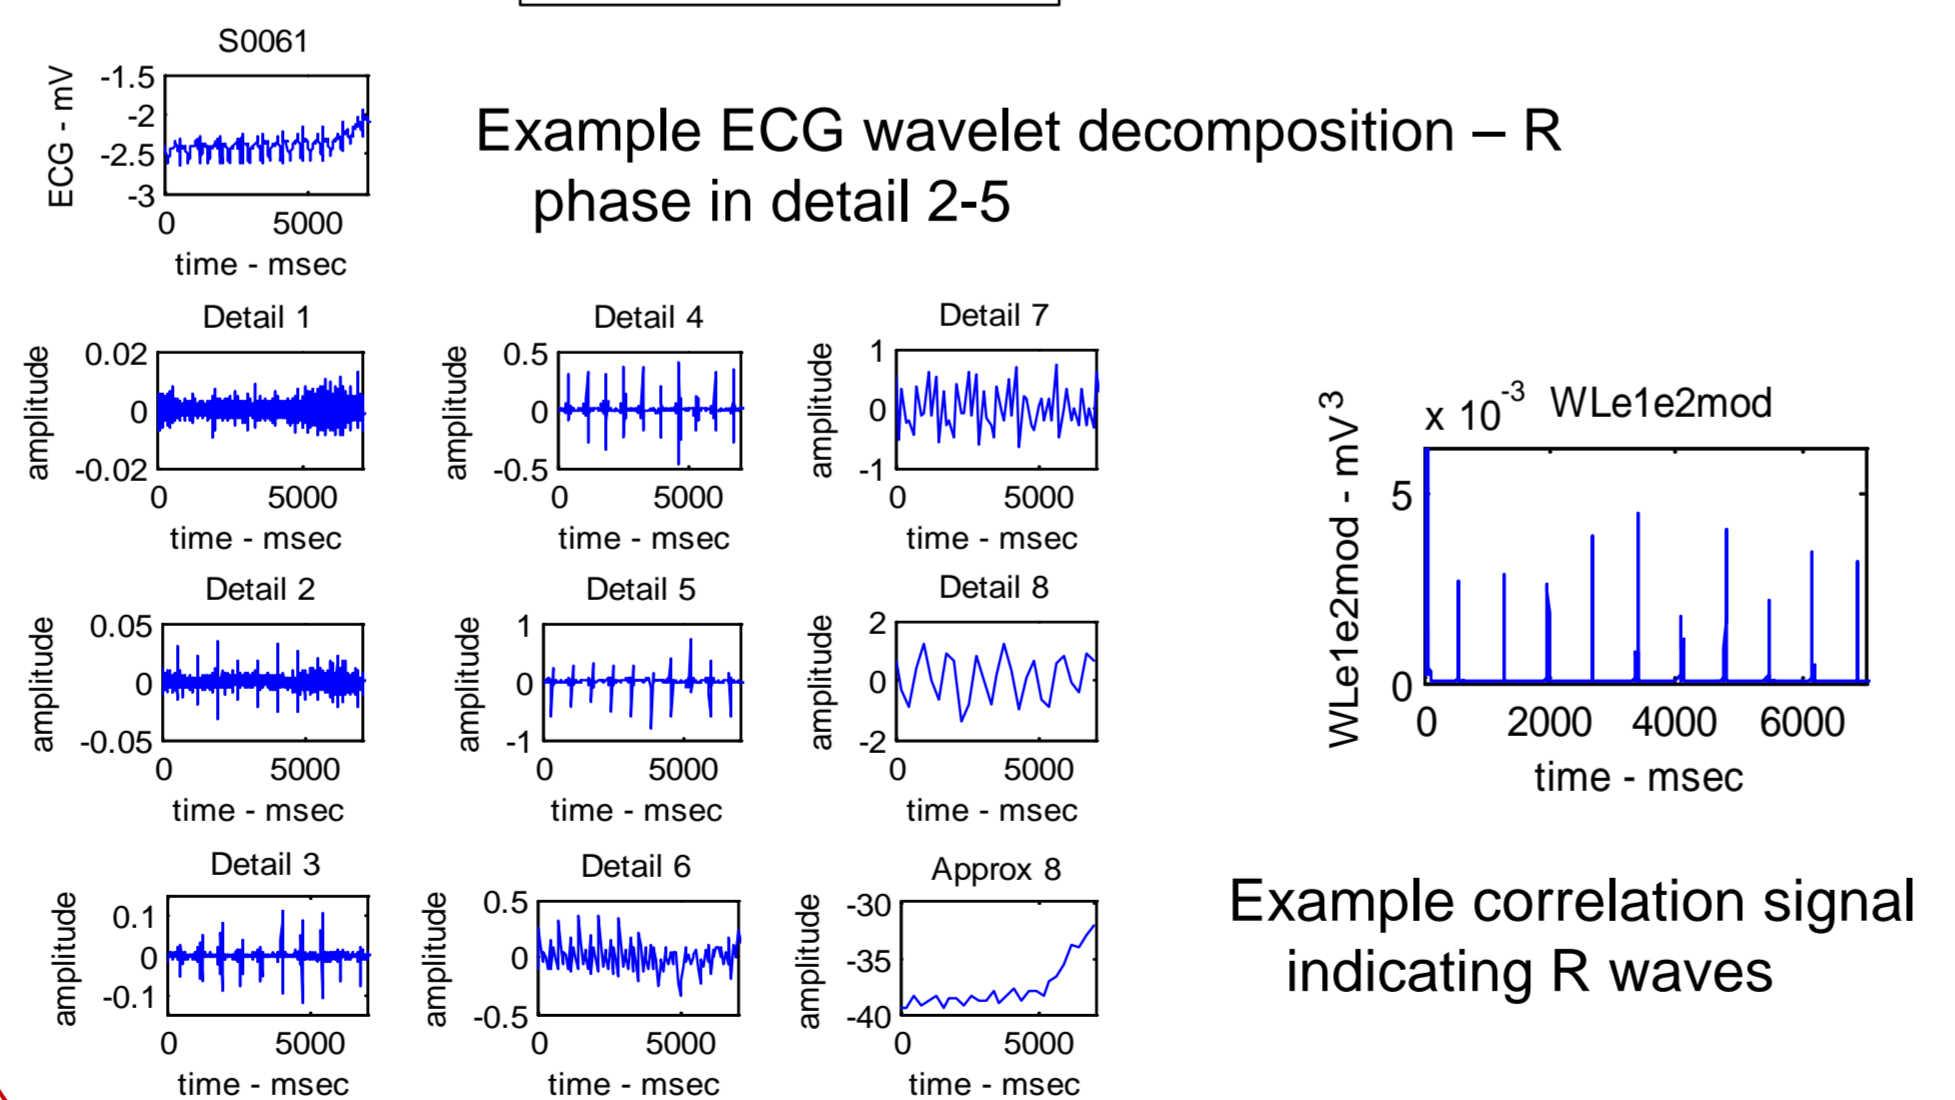 S0061
ECG - mV
-1.5
-2
-2.5
-3
0 5000
time - msec
Example ECG wavelet decomposition – R
phase in detail 2-5
Detail 1
amplitude
0.02
0
-0.02
0 5000
time - msec
Detail 4
amplitude
0.5
0
-0.5
0 5000
time - msec
Detail 7
amplitude
1
0
-1
0 5000
time - msec
Detail 2
amplitude
0.05
0
-0.05
0 5000
time - msec
Detail 5
amplitude
1
0
-1
0 5000
time - msec
Detail 8
amplitude
2
0
-2
0 5000
time - msec
Detail 3
amplitude
0.1
0
-0.1
0 5000
time - msec
Detail 6
amplitude
0.5
0
-0.5
0 5000
time - msec
Approx 8
amplitude
-30
-35
-40
0 5000
time - msec
x 10^-3 WLe1e2mod
WLe1e2mod - mV^3
5
0
0 2000 4000 6000
time - msec
Example correlation signal
indicating R waves